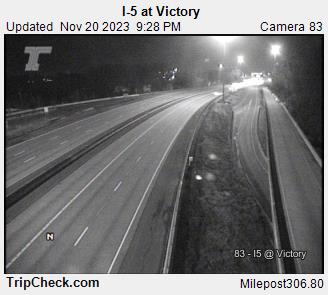 I-5 at Victory
Updated Nov 20 2023 9:28 PM Camera 83
T
N
83 - I5 @ Victory
TripCheck.com Milepost306.80